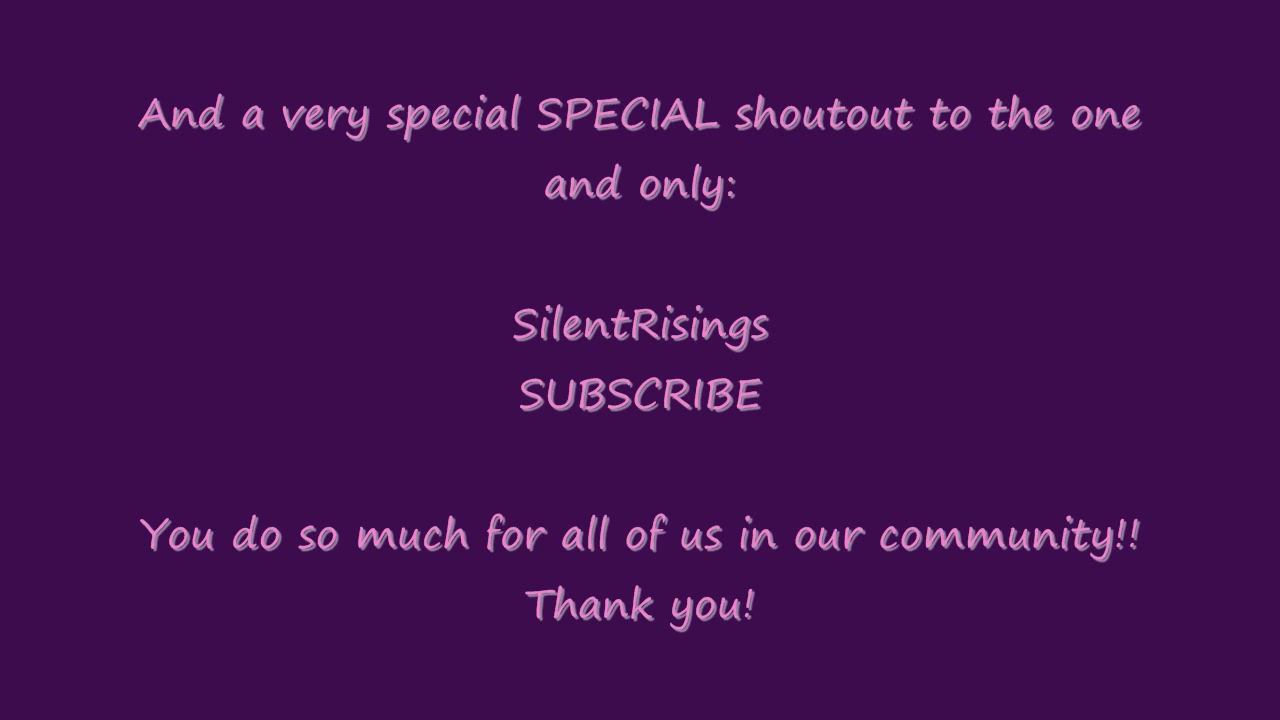 And a very special SPECIAL shoutout to the one
and only:
SilentRisings
SUBSCRIBE
You do so much for all of us in our community!!
Thank you!